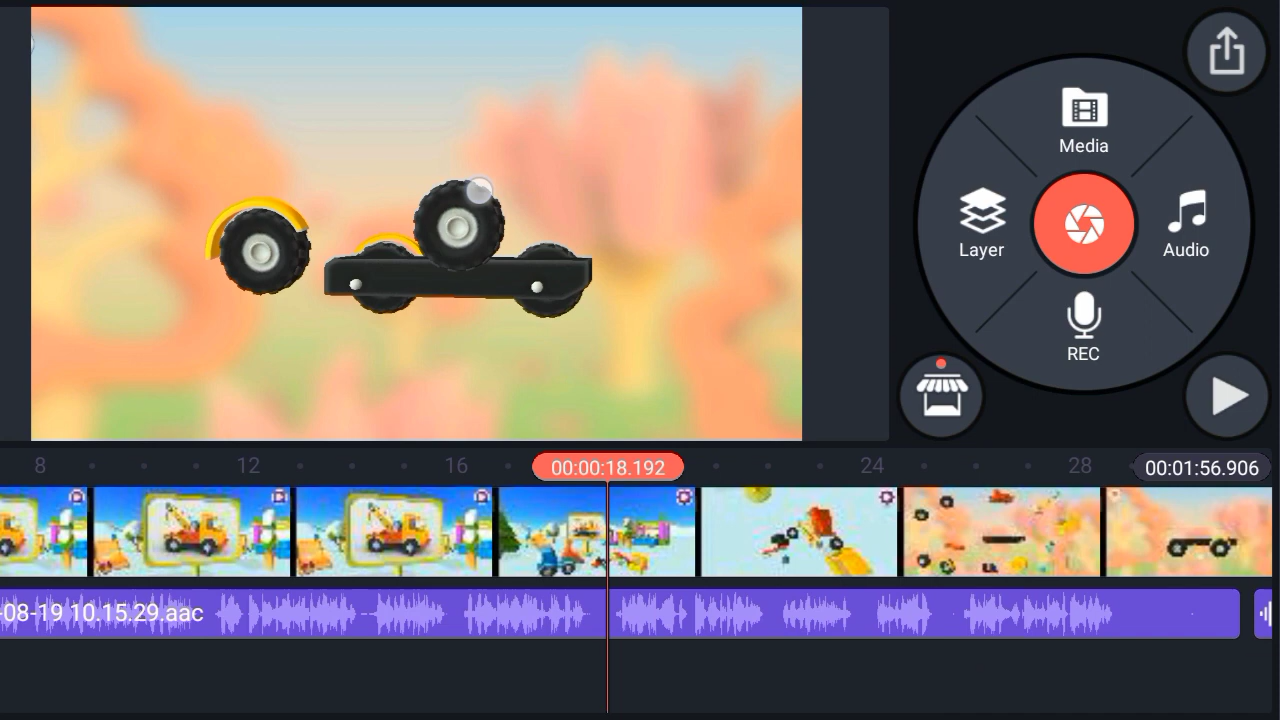 Media
Layer
Audio
REC
8
12
16
00:00:18.192
24
28
00:01:56.906
-08-19 10.15.29.aac